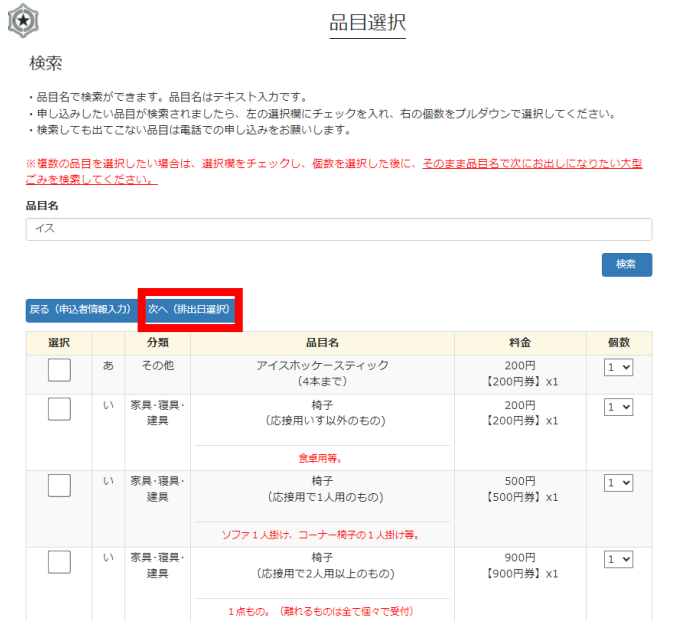 品目選択
検索
・品目名で検索ができます。品目名はテキスト入力です。
・申し込みしたい品目が検索されましたら、左の選択欄にチェックを入れ、右の個数をプルダウンで選択してください。
・検索しても出てこない品目は電話での申し込みをお願いします。
※複数の品目を選択したい場合は、選択欄をチェックし、個数を選択した後に、そのまま品目名で次にお出しになりたい大型
ごみを検索してください。
品目名
イス
検索
戻る（申込者情報入力） 次へ（排出日選択）
選択 分類 品目名 料金 個数
あ その他 アイスホッケースティック 200円 1
（4本まで） 【200円券】x1
い 家具･寝具･ 椅子 200円 1
建具 （応接用いす以外のもの） 【200円券】x1
食卓用等。
い 家具･寝具･ 椅子 500円 1
建具 （応接用で1人用のもの） 【500円券】x1
ソファ１人掛け、コーナー椅子の１人掛け等。
い 家具･寝具･ 椅子 900円 1
建具 （応接用で2人用以上のもの） 【900円券】x1
１点もの。（離れるものは全て個々で受付）